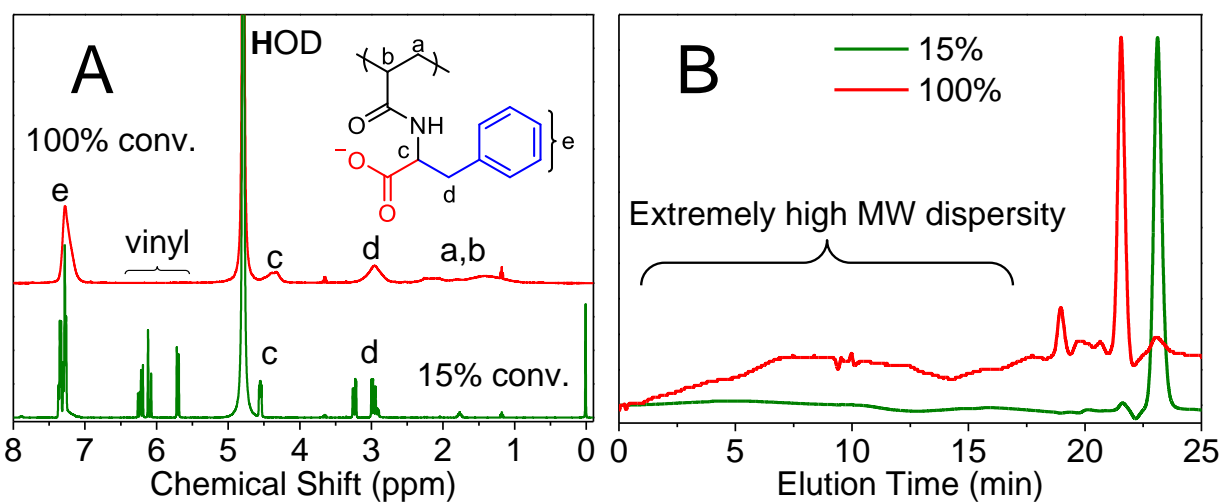 A
HOD
100% conv.
e
vinyl
c
d
a,b
b
a
O
NH
c
−O
O
d
e
c
d
15% conv.
8 7 6 5 4 3 2 1 0
Chemical Shift (ppm)
B
15%
100%
Extremely high MW dispersity
0 5 10 15 20 25
Elution Time (min)